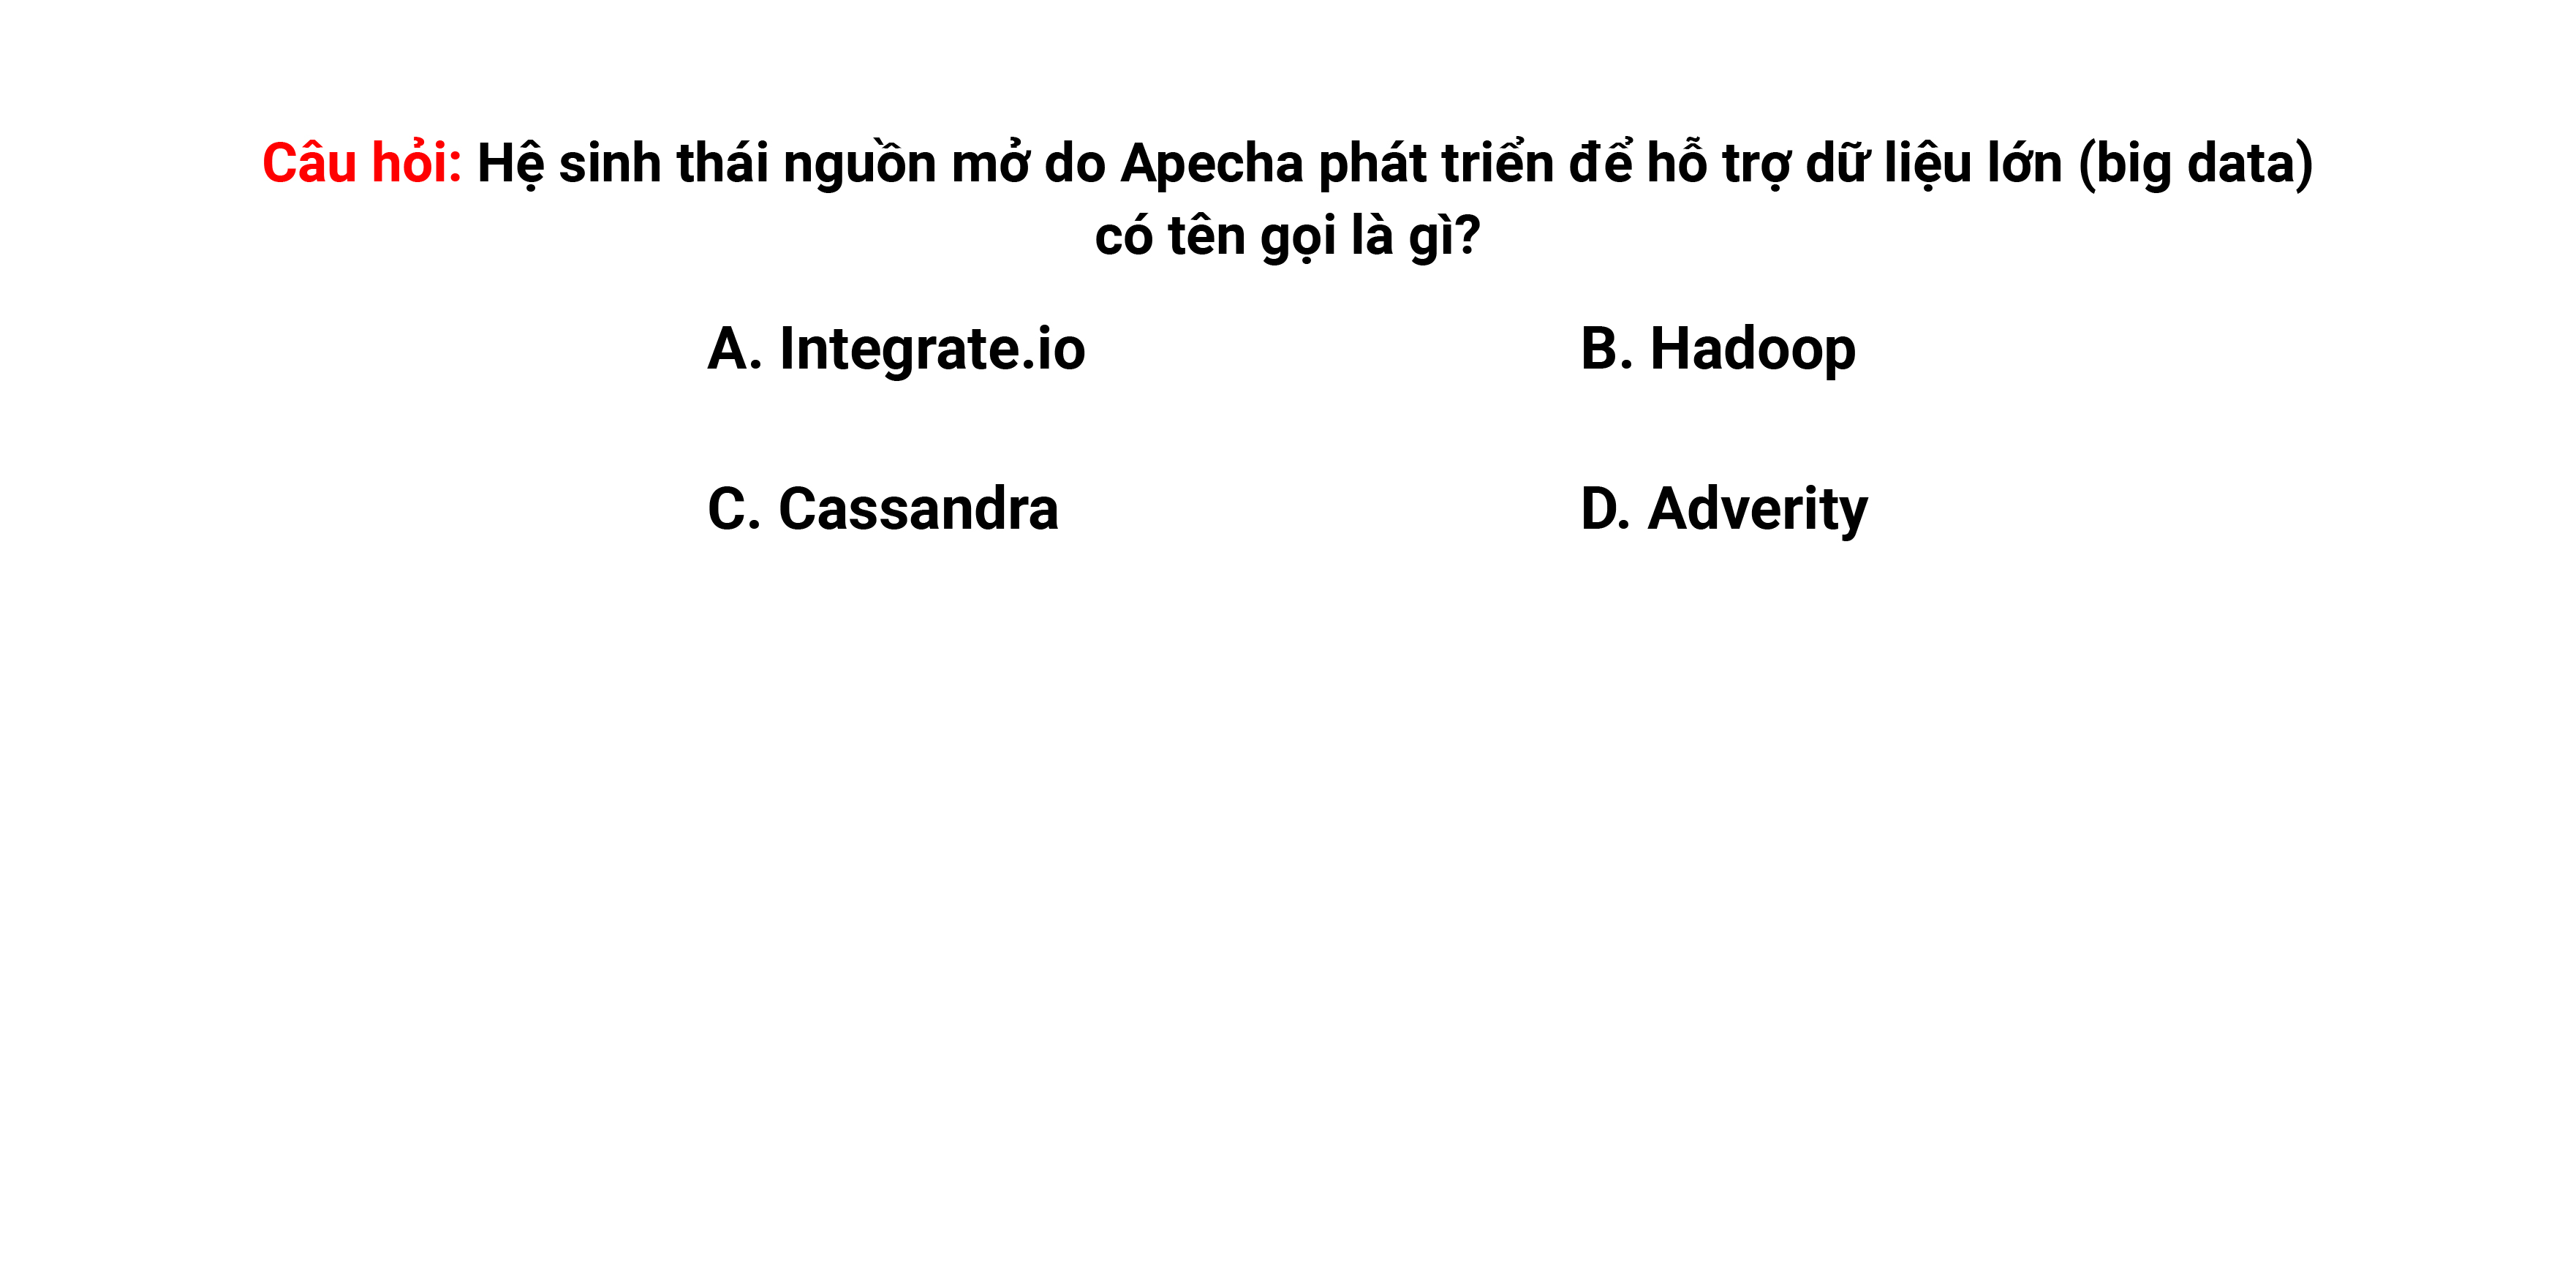 Câu hỏi: Hệ sinh thái nguồn mở do Apecha phát triển để hỗ trợ dữ liệu lớn (big data)
có tên gọi là gì?
A. Integrate.io
B. Hadoop
C. Cassandra
D. Adverity